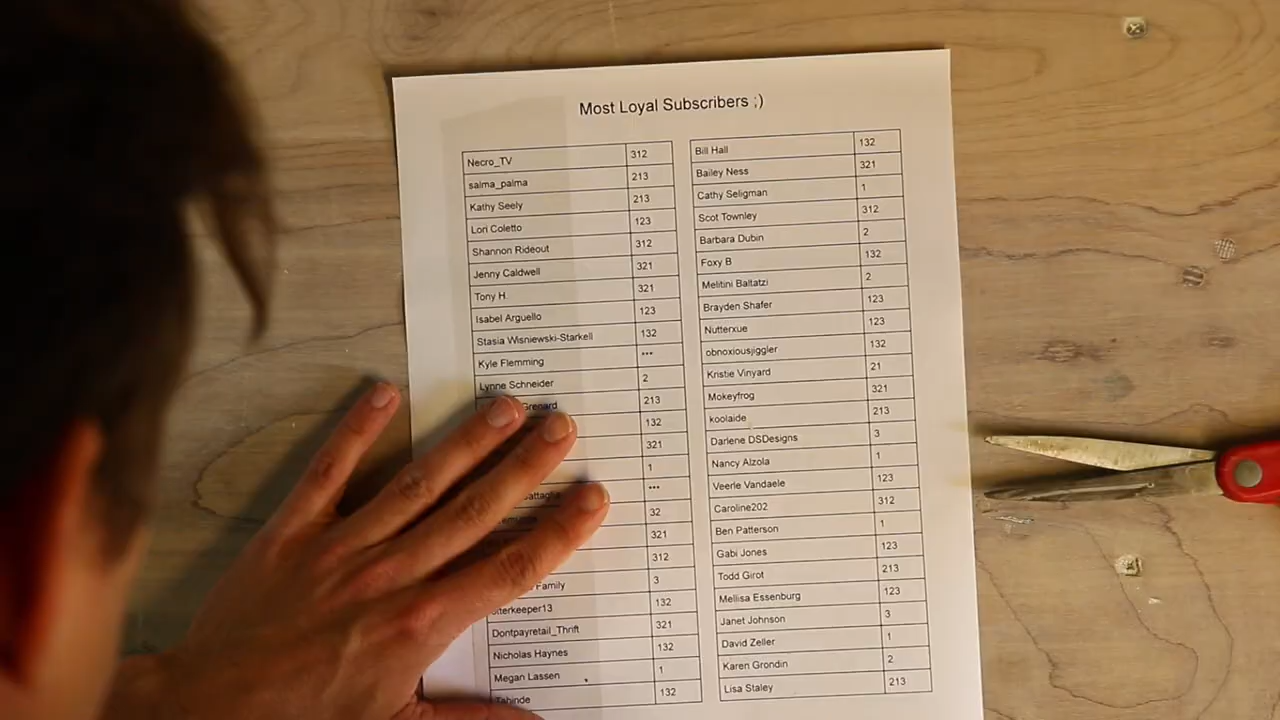 Most Loyal Subscribers ;)
Necro_TV 312
salma_palma 213
Kathy Seely 213
Lori Coletto 123
Shannon Rideout 312
Jenny Caldwell 321
Tony H 321
Isabel Arguello 123
Stasia Wisniewski-Starkell 132
Kyle Flemming ***
Lynne Schneider 2
213
132
321
1
***
32
321
312
Family 3
132
Dontpayretail_Thrift 321
Nicholas Haynes 132
Megan Lassen 1
132
Bill Hall 132
Bailey Ness 321
Cathy Seligman 1
Scot Townley 312
Barbara Dubin 2
Foxy B 132
Melitini Baltatzi 2
Brayden Shafer 123
Nutterxue 123
obnoxiousjiggler 132
Kristie Vinyard 21
Mokeyfrog 321
koolaide 213
Darlene DSDesigns 3
Nancy Alzola 1
Veerle Vandaele 123
Caroline202 312
Ben Patterson 1
Gabi Jones 123
Todd Girot 213
Mellisa Essenburg 123
Janet Johnson 3
David Zeller 1
Karen Grondin 2
Lisa Staley 213